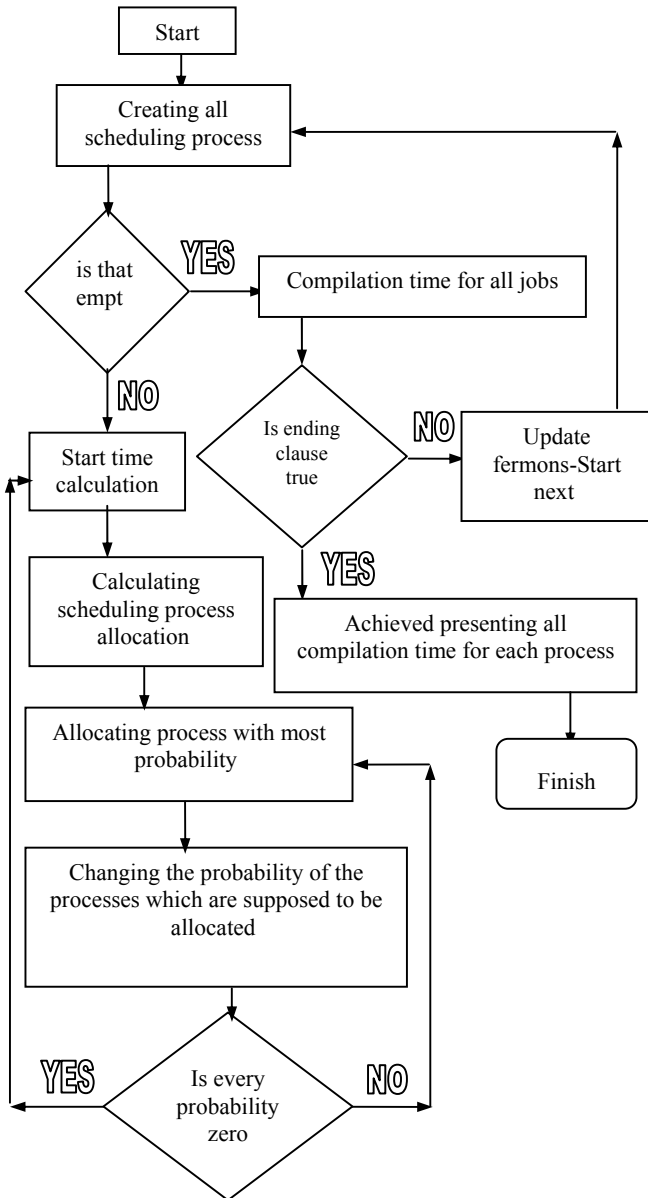 Start
Creating all
scheduling process
is that
empt
YES
Compilation time for all jobs
NO
Is ending
clause
true
NO
Update
fermons-Start
next
Start time
calculation
YES
Calculating
scheduling process
allocation
Achieved presenting all
compilation time for each process
Allocating process with most
probability
Finish
Changing the probability of the
processes which are supposed to be
allocated
YES
Is every
probability
zero
NO